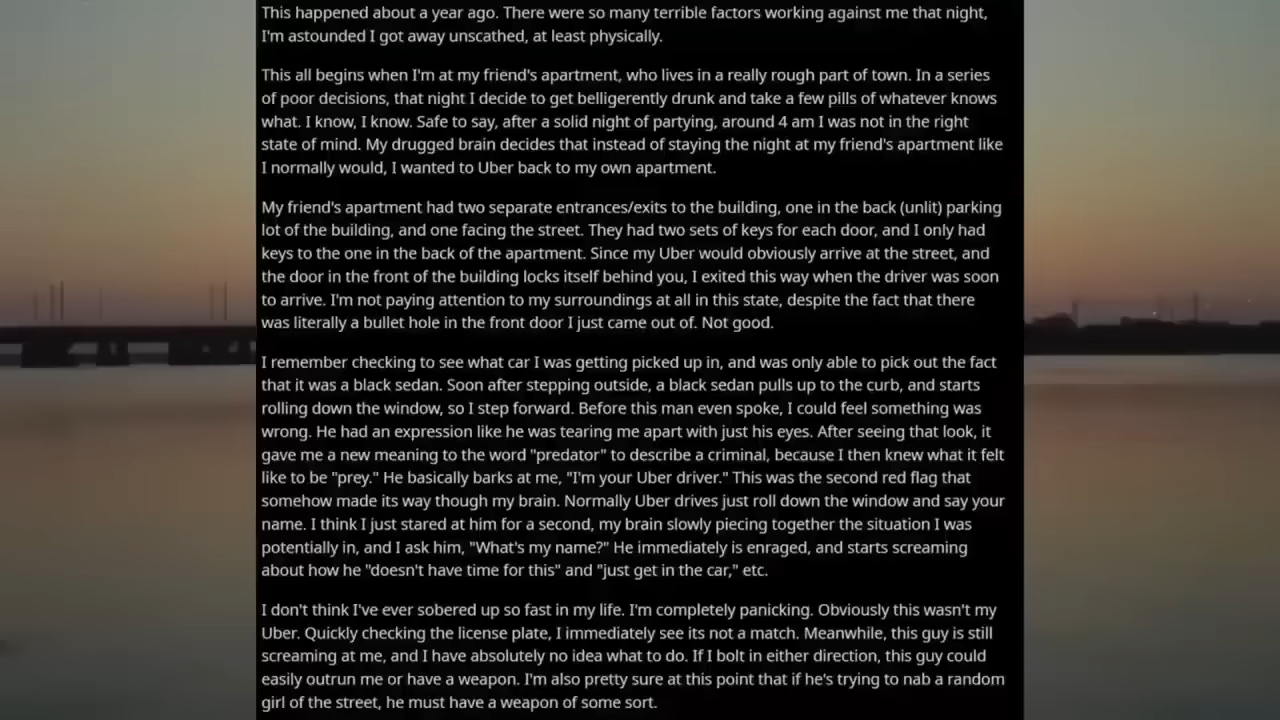 This happened about a year ago. There were so many terrible factors working against me that night,
I'm astounded I got away unscathed, at least physically.
This all begins when I'm at my friend's apartment, who lives in a really rough part of town. In a series
of poor decisions, that night I decide to get belligerently drunk and take a few pills of whatever knows
what. I know, I know. Safe to say, after a solid night of partying, around 4 am I was not in the right
state of mind. My drugged brain decides that instead of staying the night at my friend's apartment like
I normally would, I wanted to Uber back to my own apartment.
My friend's apartment had two separate entrances/exits to the building, one in the back (unlit) parking
lot of the building, and one facing the street. They had two sets of keys for each door, and I only had
keys to the one in the back of the apartment. Since my Uber would obviously arrive at the street, and
the door in the front of the building locks itself behind you, I exited this way when the driver was soon
to arrive. I'm not paying attention to my surroundings at all in this state, despite the fact that there
was literally a bullet hole in the front door I just came out of. Not good.
I remember checking to see what car I was getting picked up in, and was only able to pick out the fact
that it was a black sedan. Soon after stepping outside, a black sedan pulls up to the curb, and starts
rolling down the window, so I step forward. Before this man even spoke, I could feel something was
wrong. He had an expression like he was tearing me apart with just his eyes. After seeing that look, it
gave me a new meaning to the word "predator" to describe a criminal, because I then knew what it felt
like to be "prey." He basically barks at me, "I'm your Uber driver." This was the second red flag that
somehow made its way though my brain. Normally Uber drives just roll down the window and say your
name. I think I just stared at him for a second, my brain slowly piecing together the situation I was
potentially in, and I ask him, "What's my name?" He immediately is enraged, and starts screaming
about how he "doesn't have time for this" and "just get in the car," etc.
I don't think I've ever sobered up so fast in my life. I'm completely panicking. Obviously this wasn't my
Uber. Quickly checking the license plate, I immediately see its not a match. Meanwhile, this guy is still
screaming at me, and I have absolutely no idea what to do. If I bolt in either direction, this guy could
easily outrun me or have a weapon. I'm also pretty sure at this point that if he's trying to nab a random
girl of the street, he must have a weapon of some sort.